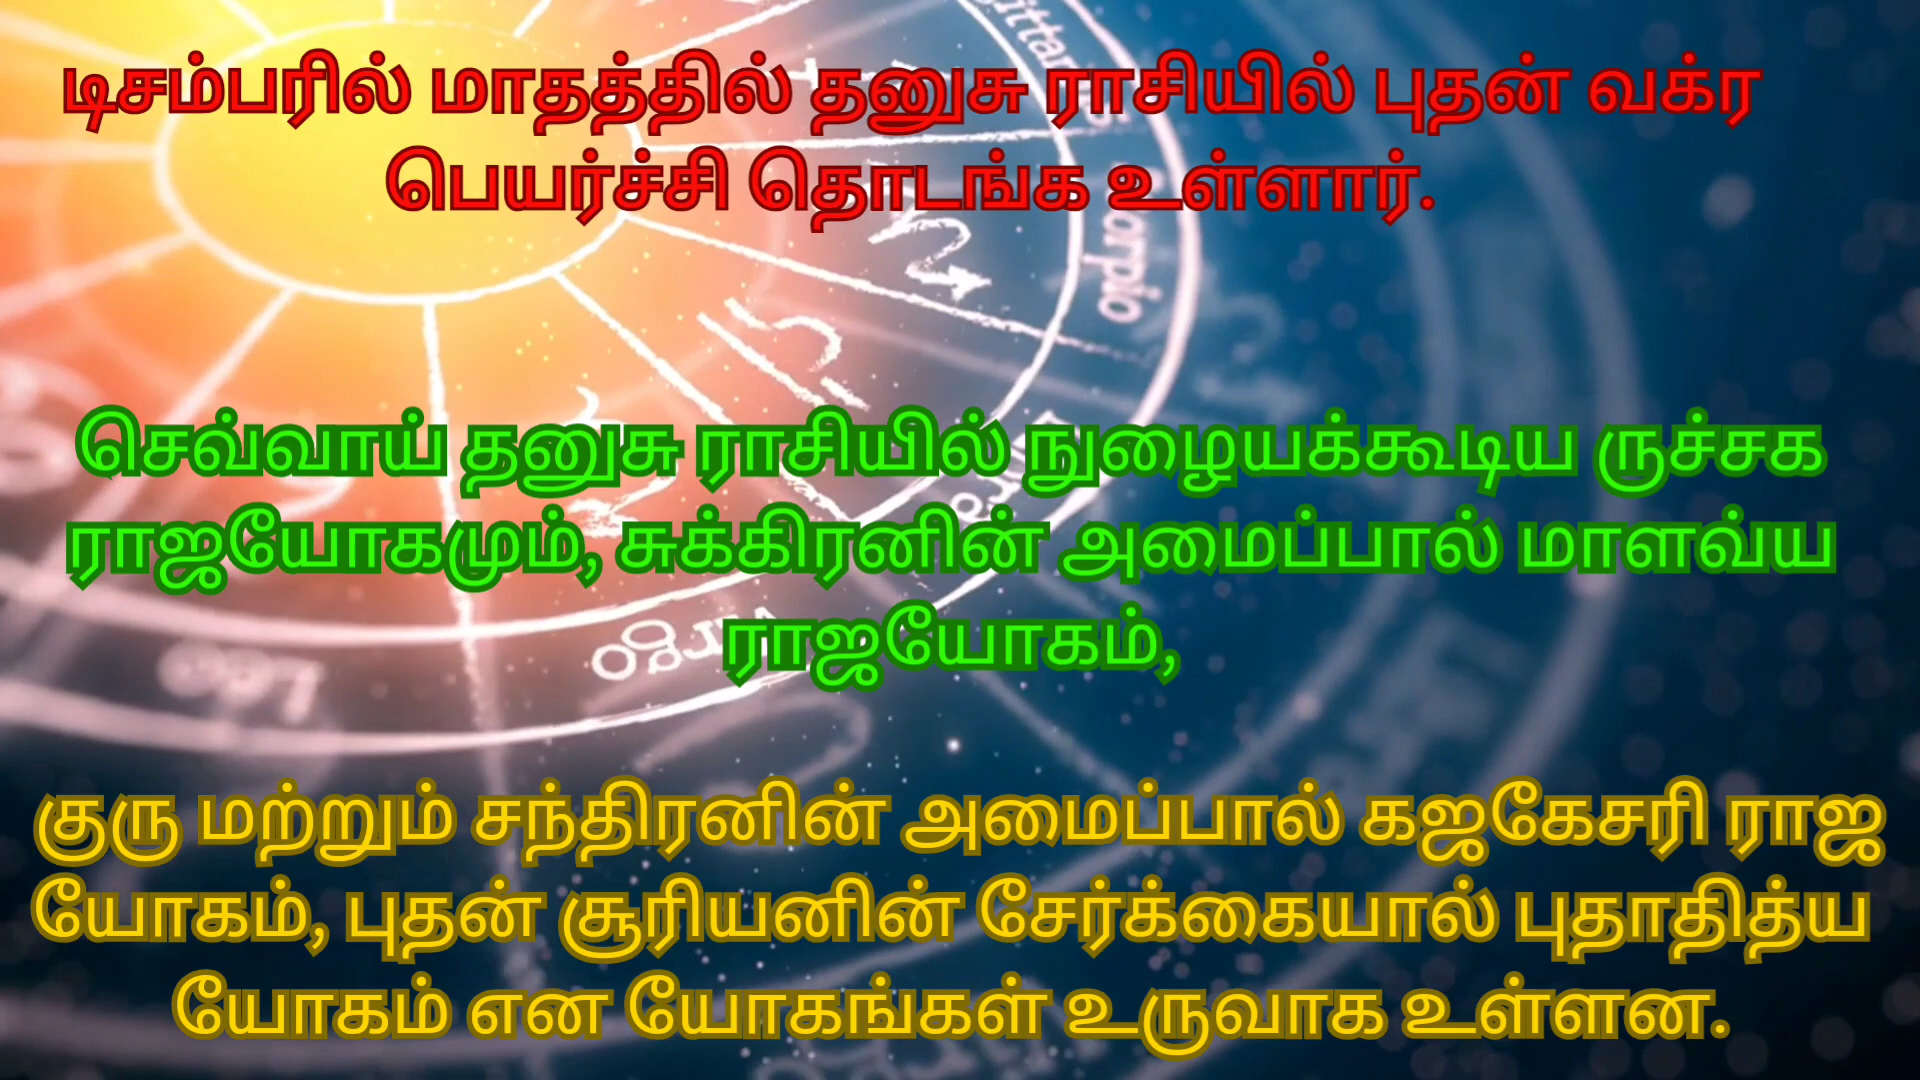 டிசம்பரில் மாதத்தில் தனுசு ராசியில் புதன் வக்ர
பெயர்ச்சி தொடங்க உள்ளார்.
செவ்வாய் தனுசு ராசியில் நுழையக்கூடிய ருச்சக
ராஜயோகமும், சுக்கிரனின் அமைப்பால் மாளவ்ய
ராஜயோகம்,
குரு மற்றும் சந்திரனின் அமைப்பால் கஜகேசரி ராஜ
யோகம், புதன் சூரியனின் சேர்க்கையால் புதாதித்ய
யோகம் என யோகங்கள் உருவாக உள்ளன.
Leo